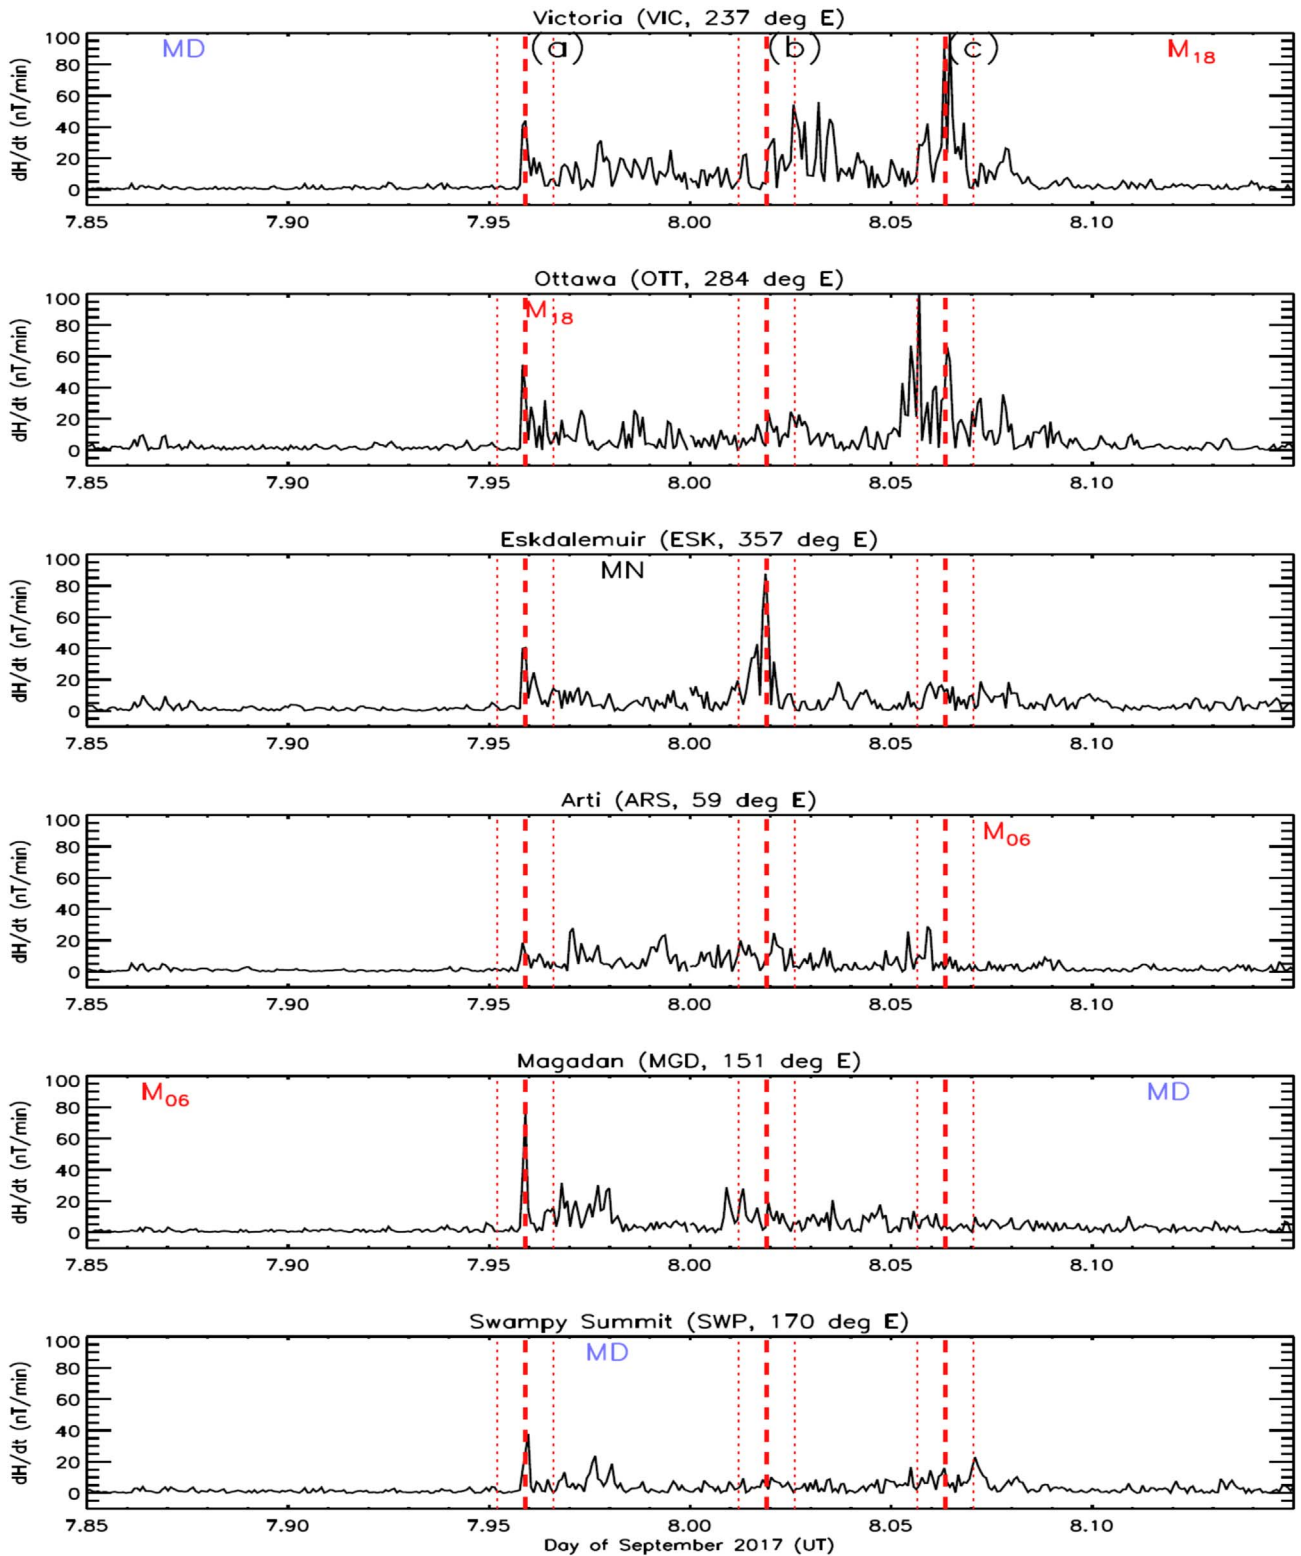 Victoria (VIC, 237 deg E)
MD (a) (b) (c) M18
dH/dt (nT/min)
100
80
60
40
20
0
7.85 7.90 7.95 8.00 8.05 8.10
Ottawa (OTT, 284 deg E)
M18
dH/dt (nT/min)
100
80
60
40
20
0
7.85 7.90 7.95 8.00 8.05 8.10
Eskdalemuir (ESK, 357 deg E)
MN
dH/dt (nT/min)
100
80
60
40
20
0
7.85 7.90 7.95 8.00 8.05 8.10
Arti (ARS, 59 deg E)
M06
dH/dt (nT/min)
100
80
60
40
20
0
7.85 7.90 7.95 8.00 8.05 8.10
Magadan (MGD, 151 deg E)
M06 MD
dH/dt (nT/min)
100
80
60
40
20
0
7.85 7.90 7.95 8.00 8.05 8.10
Swampy Summit (SWP, 170 deg E)
MD
dH/dt (nT/min)
100
80
60
40
20
0
7.85 7.90 7.95 8.00 8.05 8.10
Day of September 2017 (UT)